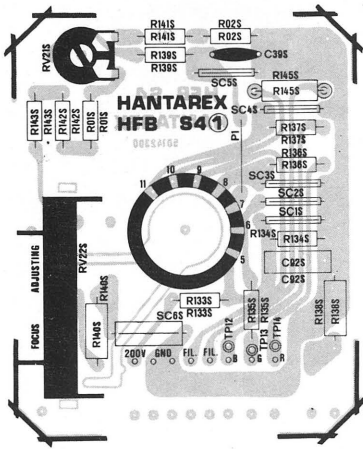 R141S
R141S
R02S
R02S
RV21S
R139S
R139S
C39S
SC5S
R145S
R145S
HANTAREX
HFB S4 1
SC4S
P1
R143S
R143S
R142S
R142S
R01S
R01S
R137S
R137S
R136S
R136S
SC3S
SC2S
SC1S
11
10
9
8
7
6
5
R134S
R134S
C92S
C92S
FOCUS ADJUSTING
RV22S
R140S
R140S
R133S
R133S
SC6S
R135S
R135S
R138S
R138S
TP12
TP13
TP14
200V GND FIL. FIL. B G R